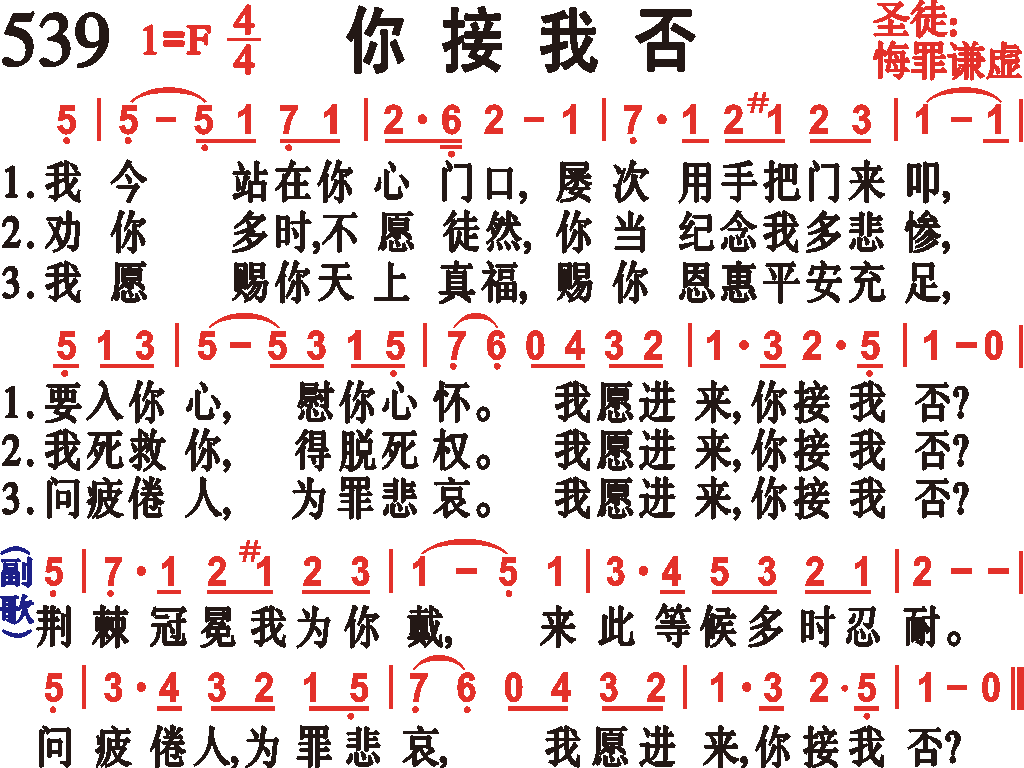 539 1=F 4/4 你接我否 圣徒:
悔罪谦虚
5 | 5 - 5 1 7 1 | 2 · 6 2 - 1 | 7 · 1 2 #1 2 3 | 1 - 1 |
1.我今 站在你心门口,屡次用手把门来叩,
2.劝你 多时,不愿徒然,你当纪念我多悲惨,
3.我愿 赐你天上真福,赐你恩惠平安充足,
5 1 3 | 5 - 5 3 1 5 | 7 6 0 4 3 2 | 1 · 3 2 · 5 | 1 - 0 |
1.要入你心, 慰你心怀。 我愿进来,你接我否?
2.我死救你, 得脱死权。 我愿进来,你接我否?
3.问疲倦人, 为罪悲哀。 我愿进来,你接我否?
(副歌) 5 | 7 · 1 2 #1 2 3 | 1 - 5 1 | 3 · 4 5 3 2 1 | 2 - - |
荆棘冠冕我为你戴, 来此等候多时忍耐。
5 | 3 · 4 3 2 1 5 | 7 6 0 4 3 2 | 1 · 3 2 · 5 | 1 - 0 ‖
问疲倦人,为罪悲哀, 我愿进来,你接我否?